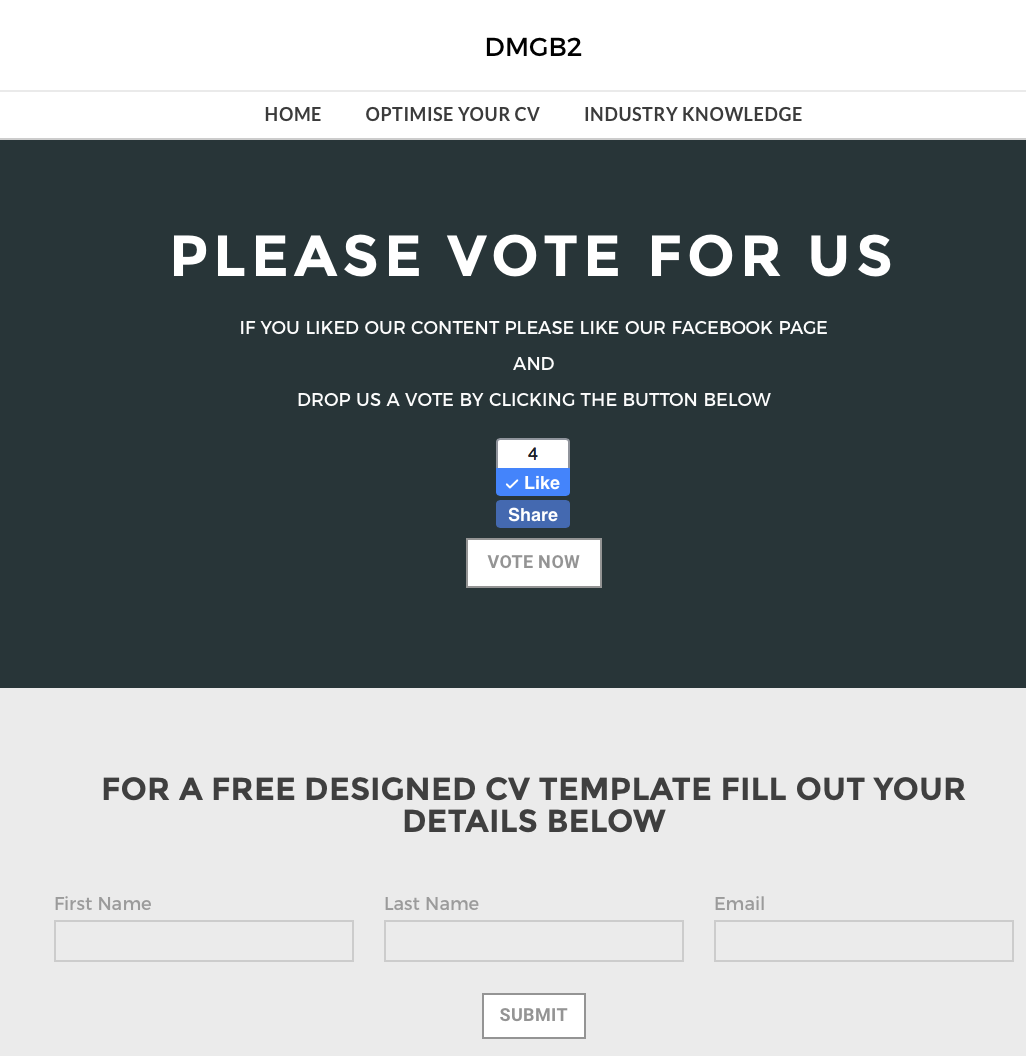 DMGB2
HOME OPTIMISE YOUR CV INDUSTRY KNOWLEDGE
PLEASE VOTE FOR US
IF YOU LIKED OUR CONTENT PLEASE LIKE OUR FACEBOOK PAGE
AND
DROP US A VOTE BY CLICKING THE BUTTON BELOW
4
Like
Share
VOTE NOW
FOR A FREE DESIGNED CV TEMPLATE FILL OUT YOUR
DETAILS BELOW
First Name Last Name Email
SUBMIT